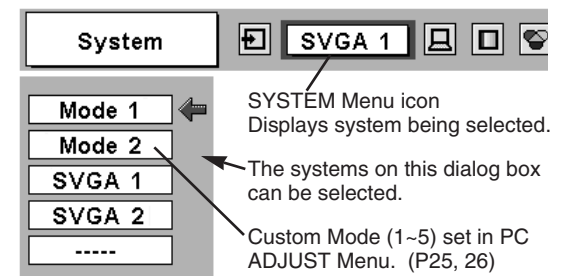 System
SVGA 1
SYSTEM Menu icon
Displays system being selected.
Mode 1
Mode 2
SVGA 1
SVGA 2
-----
The systems on this dialog box
can be selected.
Custom Mode (1~5) set in PC
ADJUST Menu.  (P25, 26)